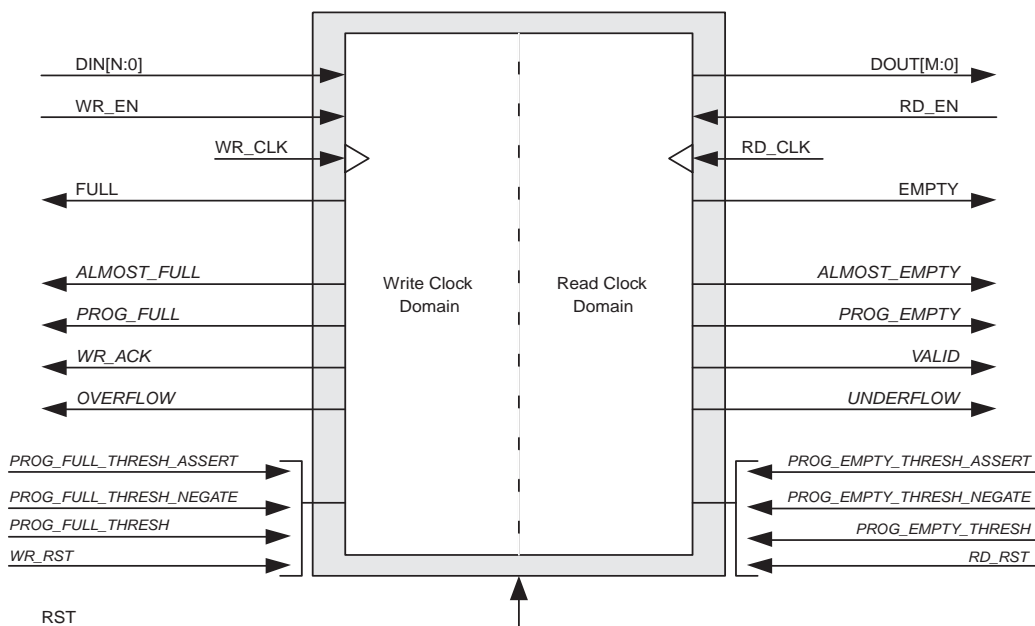 DIN[N:0]
DOUT[M:0]
WR_EN
RD_EN
WR_CLK
RD_CLK
FULL
EMPTY
ALMOST_FULL
Write Clock
Domain
Read Clock
Domain
ALMOST_EMPTY
PROG_FULL
PROG_EMPTY
WR_ACK
VALID
OVERFLOW
UNDERFLOW
PROG_FULL_THRESH_ASSERT
PROG_EMPTY_THRESH_ASSERT
PROG_FULL_THRESH_NEGATE
PROG_EMPTY_THRESH_NEGATE
PROG_FULL_THRESH
PROG_EMPTY_THRESH
WR_RST
RD_RST
RST